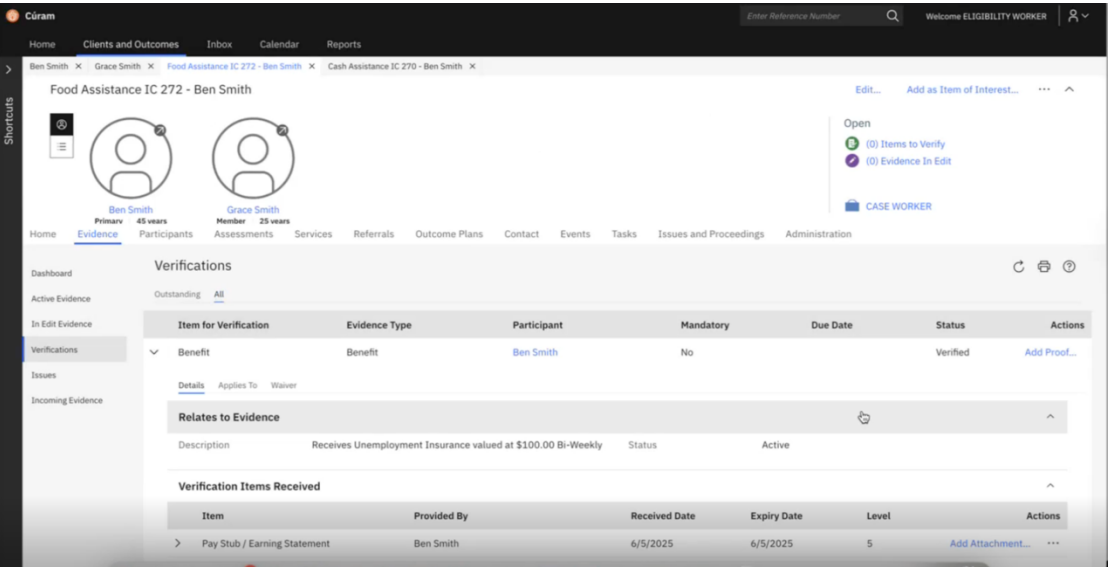 Cúram
Enter Reference Number
Welcome ELIGIBILITY WORKER
Home Clients and Outcomes Inbox Calendar Reports
Shortcuts
Ben Smith X Grace Smith X Food Assistance IC 272 - Ben Smith X Cash Assistance IC 270 - Ben Smith X
Food Assistance IC 272 - Ben Smith
Edit... Add as Item of Interest... ...
Ben Smith
Primary 45 years
Grace Smith
Member 25 years
Open
(0) Items to Verify
(0) Evidence In Edit
CASE WORKER
Home Evidence Participants Assessments Services Referrals Outcome Plans Contact Events Tasks Issues and Proceedings Administration
Dashboard
Active Evidence
In Edit Evidence
Verifications
Issues
Incoming Evidence
Verifications
Outstanding All
Item for Verification Evidence Type Participant Mandatory Due Date Status Actions
Benefit Benefit Ben Smith No Verified Add Proof...
Details Applies To Waiver
Relates to Evidence
Description Receives Unemployment Insurance valued at $100.00 Bi-Weekly Status Active
Verification Items Received
Item Provided By Received Date Expiry Date Level Actions
Pay Stub / Earning Statement Ben Smith 6/5/2025 6/5/2025 5 Add Attachment... ...